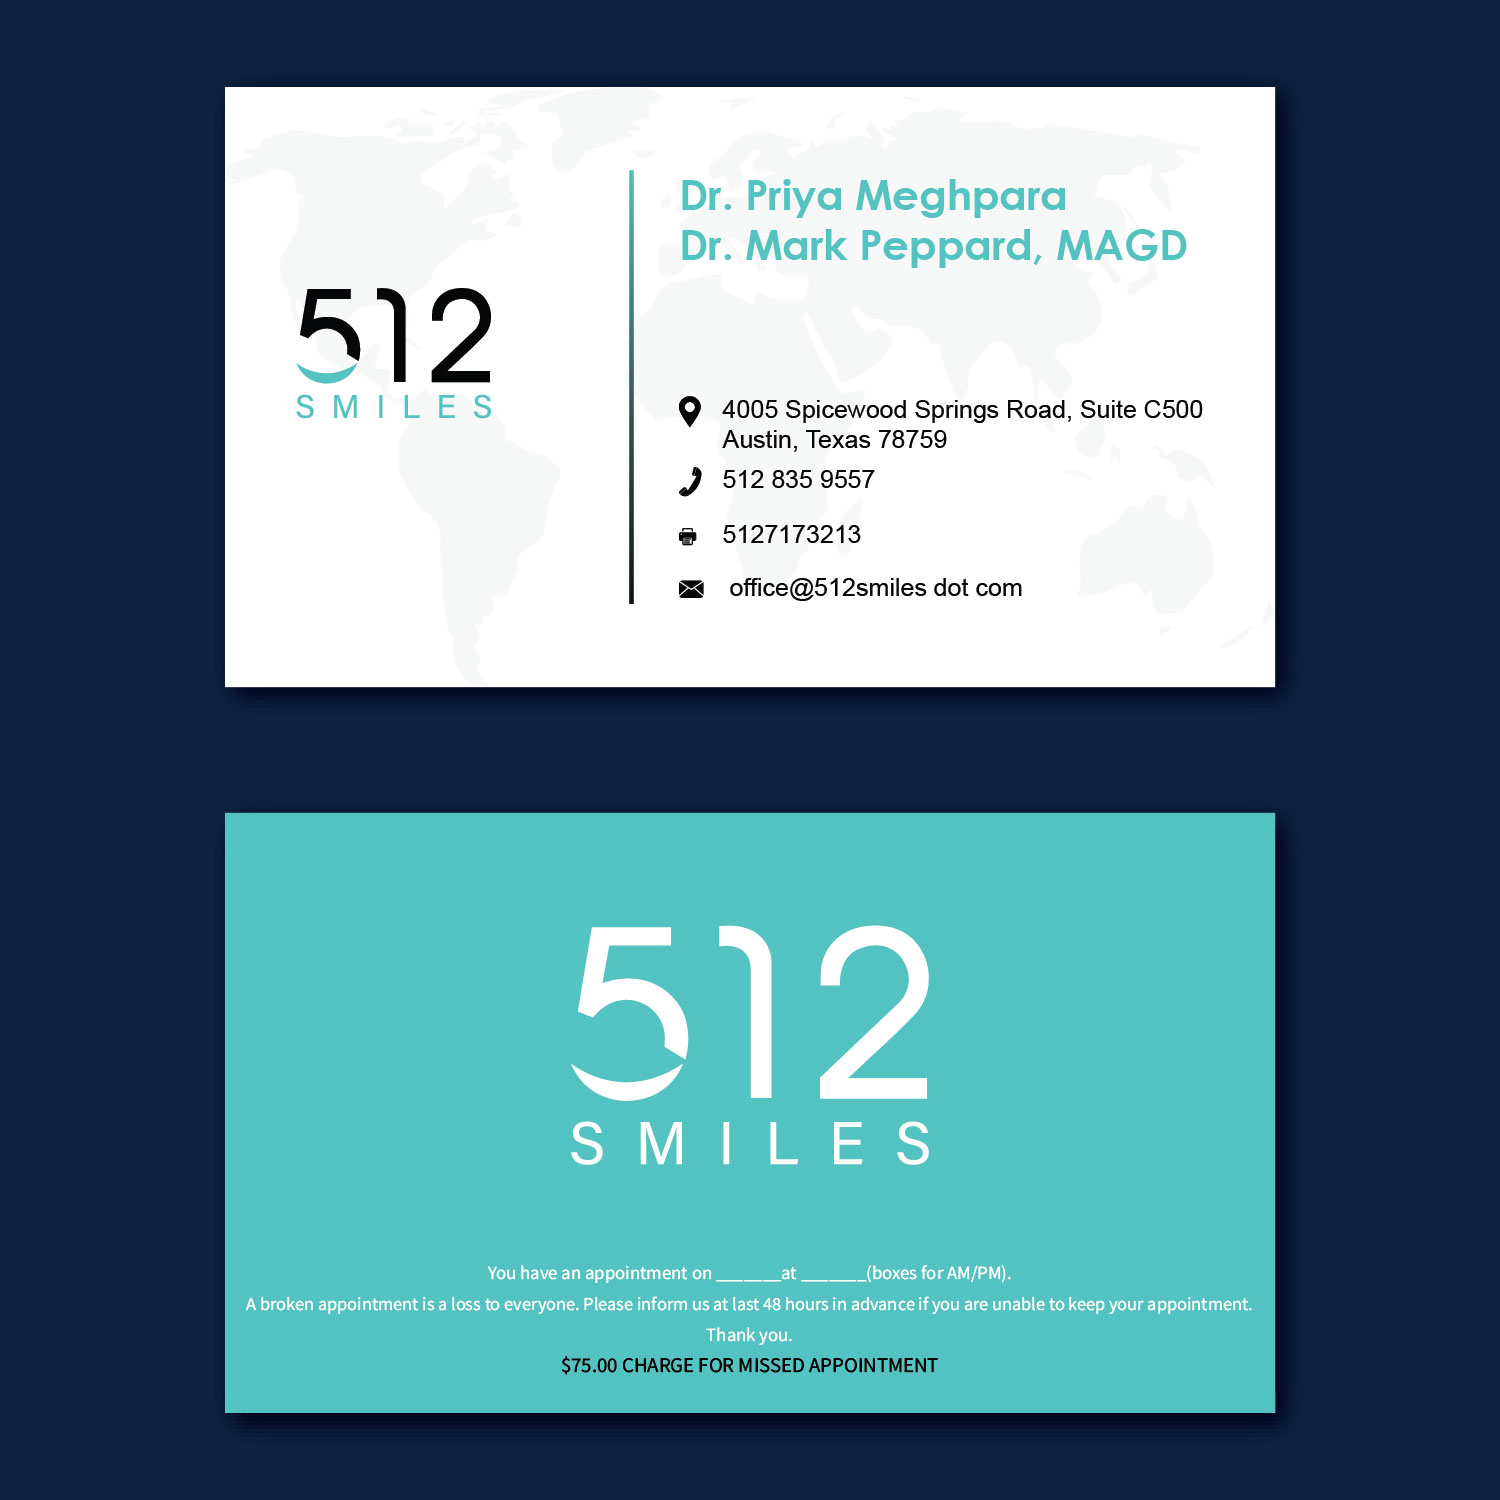 512
SMILES
Dr. Priya Meghpara
Dr. Mark Peppard, MAGD
4005 Spicewood Springs Road, Suite C500
Austin, Texas 78759
512 835 9557
5127173213
office@512smiles dot com
512
SMILES
You have an appointment on _______at _______(boxes for AM/PM).
A broken appointment is a loss to everyone. Please inform us at last 48 hours in advance if you are unable to keep your appointment.
Thank you.
$75.00 CHARGE FOR MISSED APPOINTMENT